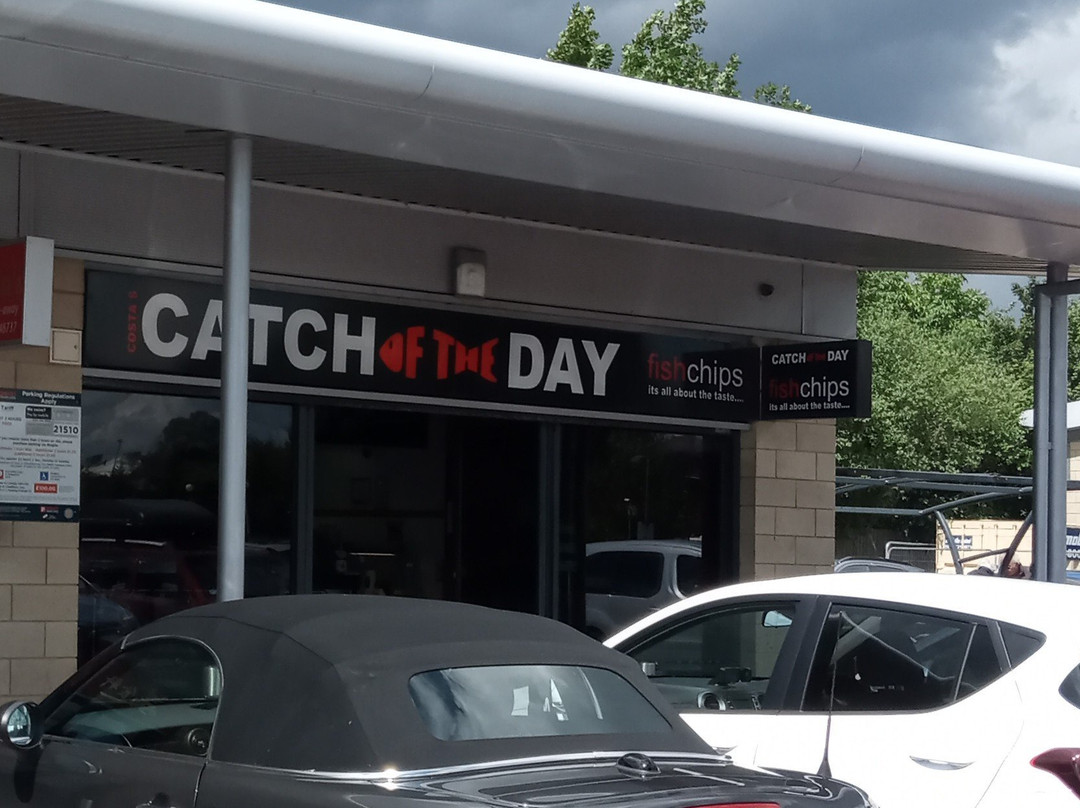 COSTA'S
CATCH OF THE DAY
fishchips
its all about the taste....
CATCH OF THE DAY
fishchips
its all about the taste....
Parking Regulations
Apply
Tariff
21510